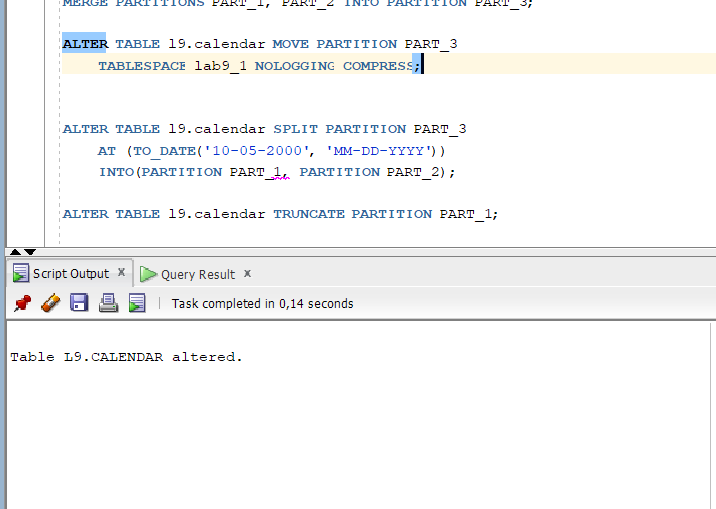 MERGE PARTITIONS PART_1, PART_2 INTO PARTITION PART_3;
ALTER TABLE l9.calendar MOVE PARTITION PART_3
TABLESPACE lab9_1 NOLOGGING COMPRESS;
ALTER TABLE l9.calendar SPLIT PARTITION PART_3
AT (TO_DATE('10-05-2000', 'MM-DD-YYYY'))
INTO(PARTITION PART_1, PARTITION PART_2);
ALTER TABLE l9.calendar TRUNCATE PARTITION PART_1;
Script Output x Query Result x
Task completed in 0,14 seconds
Table L9.CALENDAR altered.